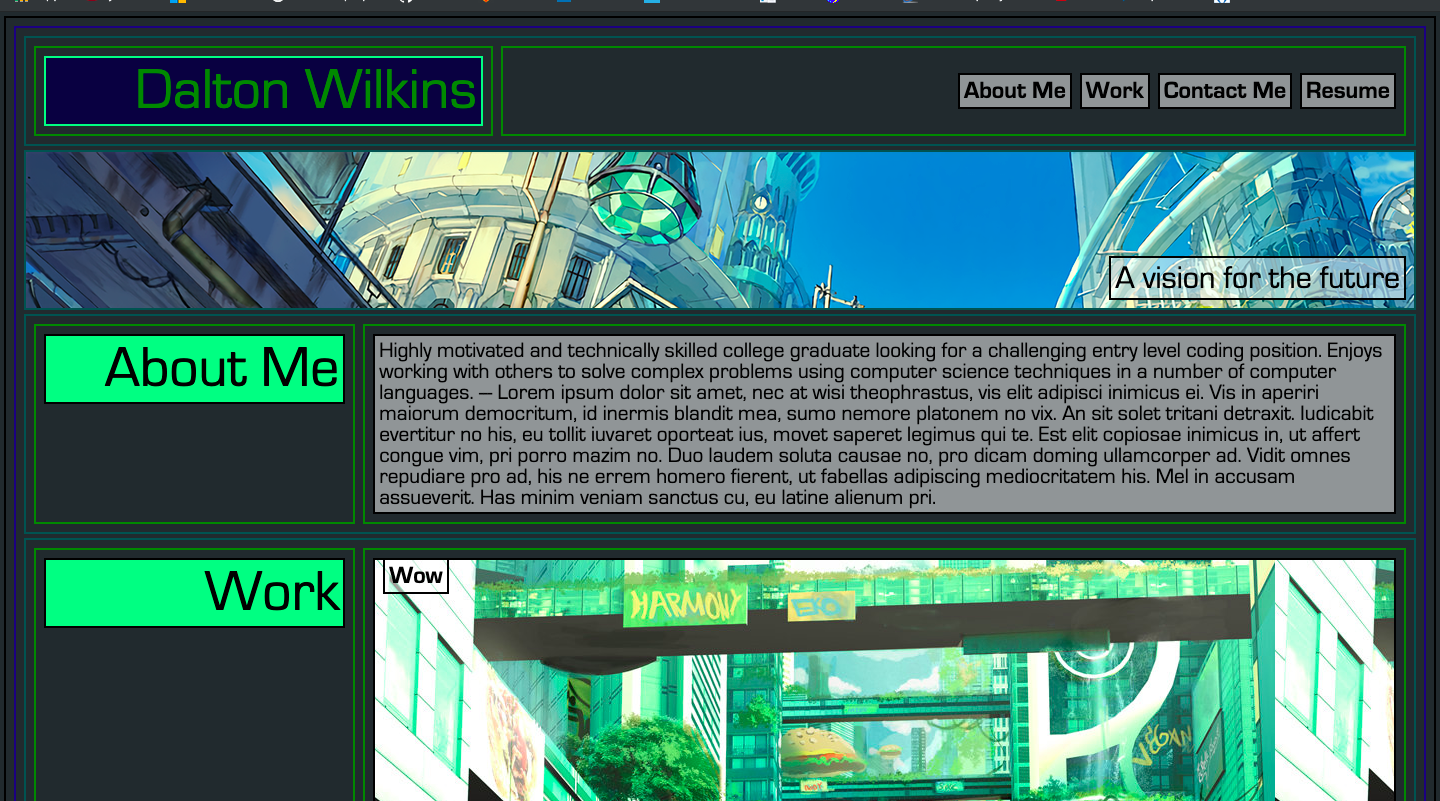 Dalton Wilkins
About Me
Work
Contact Me
Resume
A vision for the future
About Me
Highly motivated and technically skilled college graduate looking for a challenging entry level coding position. Enjoys
working with others to solve complex problems using computer science techniques in a number of computer
languages. — Lorem ipsum dolor sit amet, nec at wisi theophrastus, vis elit adipisci inimicus ei. Vis in aperiri
maiorum democritum, id inermis blandit mea, sumo nemore platonem no vix. An sit solet tritani detraxit. Iudicabit
evertitur no his, eu tollit iuvaret oporteat ius, movet saperet legimus qui te. Est elit copiosae inimicus in, ut affert
congue vim, pri porro mazim no. Duo laudem soluta causae no, pro dicam doming ullamcorper ad. Vidit omnes
repudiare pro ad, his ne errem homero fierent, ut fabellas adipiscing mediocritatem his. Mel in accusam
assueverit. Has minim veniam sanctus cu, eu latine alienum pri.
Work
Wow
HARMONY
VEGAN